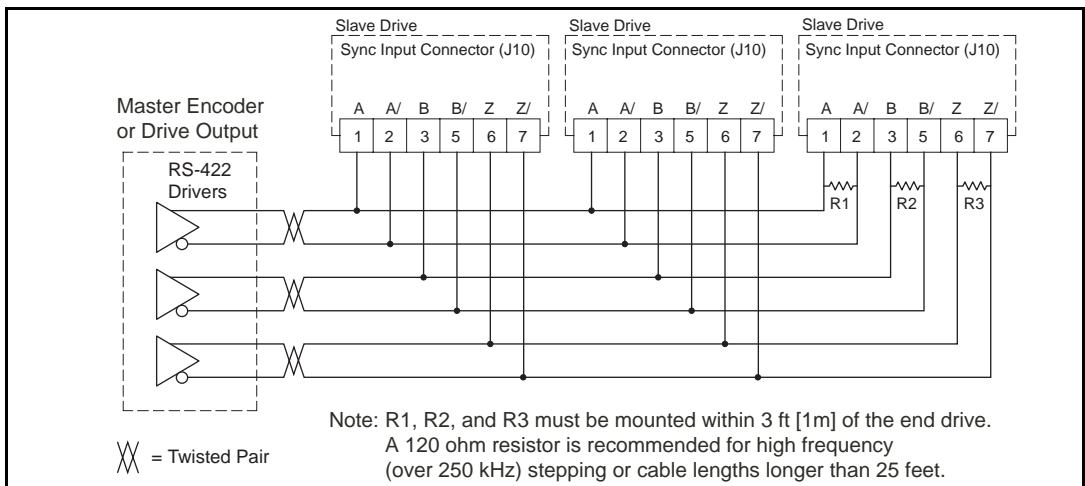 Slave Drive
Sync Input Connector (J10)
A A/ B B/ Z Z/
1 2 3 5 6 7
Slave Drive
Sync Input Connector (J10)
A A/ B B/ Z Z/
1 2 3 5 6 7
Slave Drive
Sync Input Connector (J10)
A A/ B B/ Z Z/
1 2 3 5 6 7
R1 R2 R3
Master Encoder
or Drive Output
RS-422
Drivers
= Twisted Pair
Note: R1, R2, and R3 must be mounted within 3 ft [1m] of the end drive.
A 120 ohm resistor is recommended for high frequency
(over 250 kHz) stepping or cable lengths longer than 25 feet.